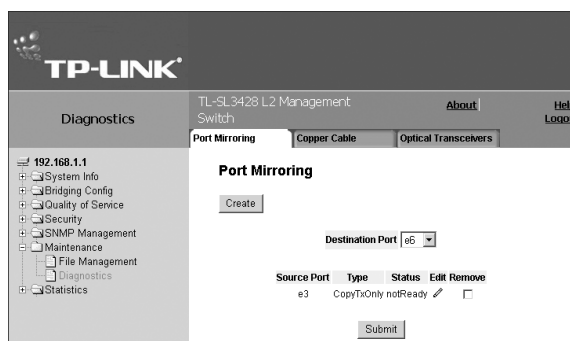 TP-LINK
Diagnostics
TL-SL3428 L2 Management
Switch
About
Hel
Logo
Port Mirroring
Copper Cable
Optical Transceivers
192.168.1.1
System Info
Bridging Config
Quality of Service
Security
SNMP Management
Maintenance
File Management
Diagnostics
Statistics
Port Mirroring
Create
Destination Port e6
Source Port Type Status Edit Remove
e3 CopyTxOnly notReady
Submit